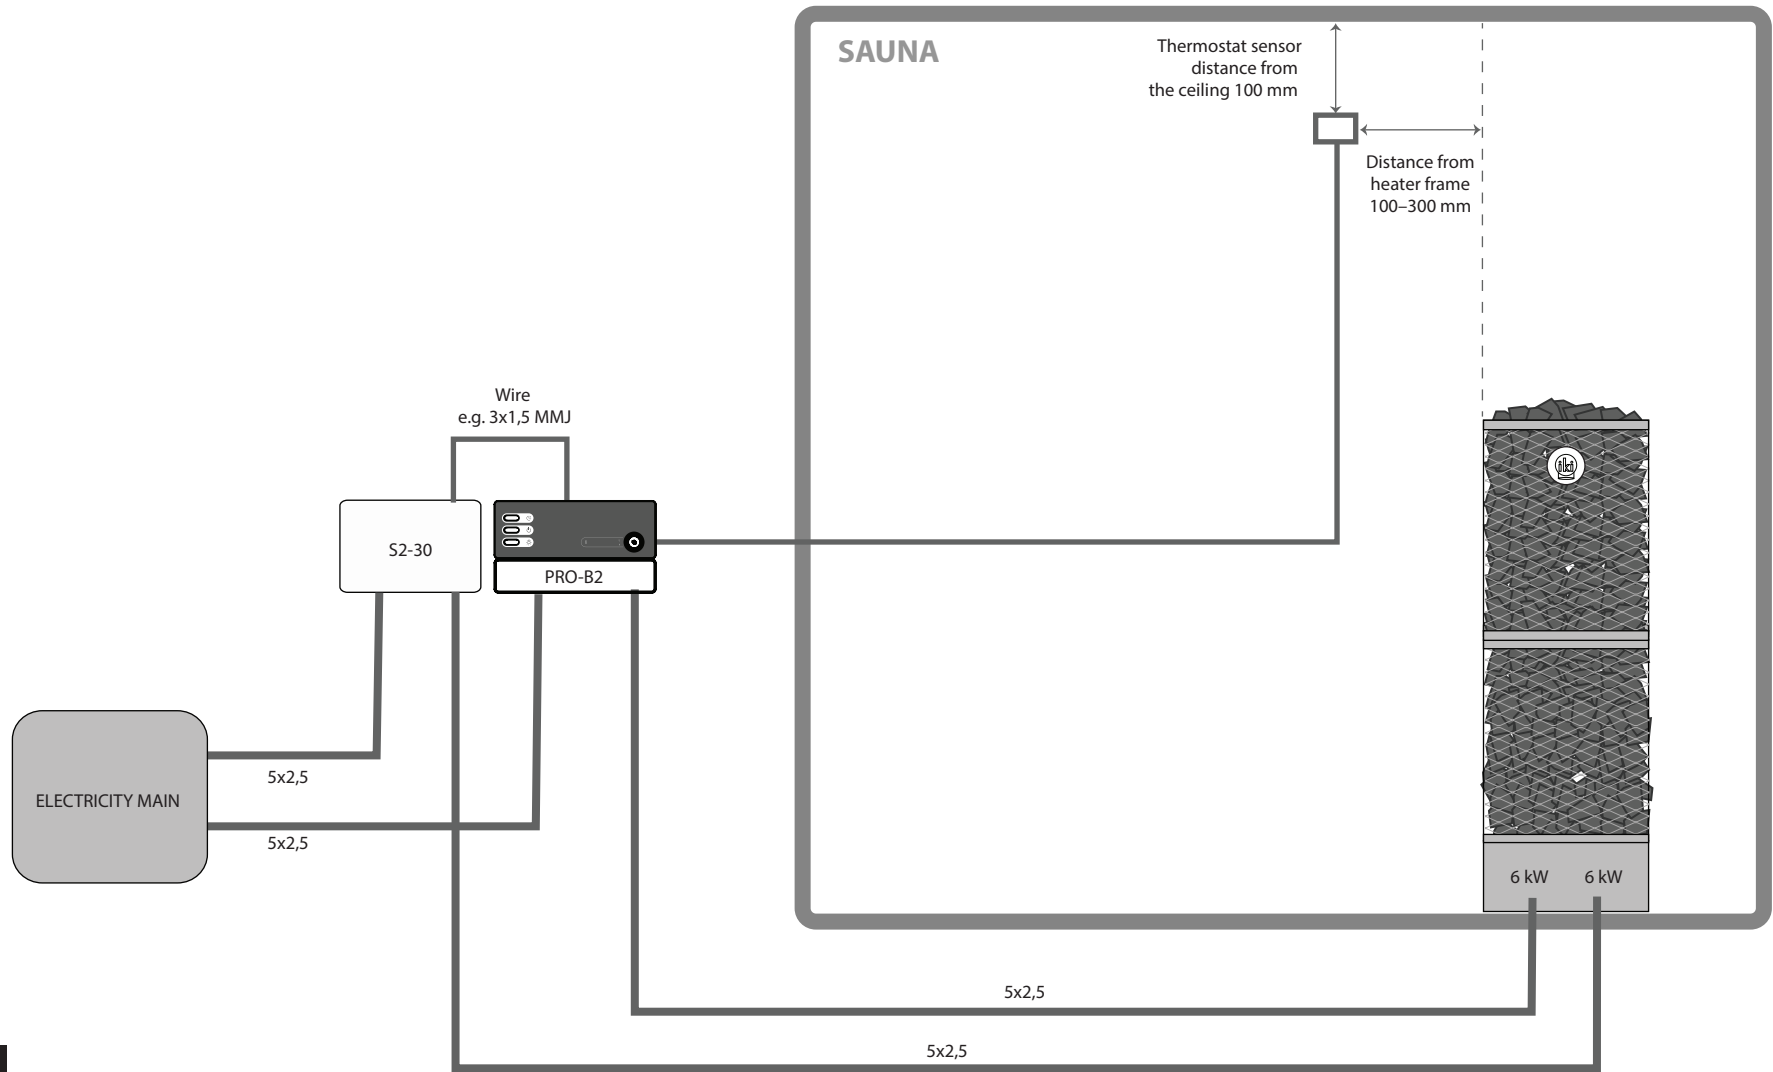 SAUNA
Thermostat sensor
distance from
the ceiling 100 mm
Distance from
heater frame
100–300 mm
Wire
e.g. 3x1,5 MMJ
S2-30
PRO-B2
iki
5x2,5
ELECTRICITY MAIN
5x2,5
6 kW
6 kW
5x2,5
5x2,5